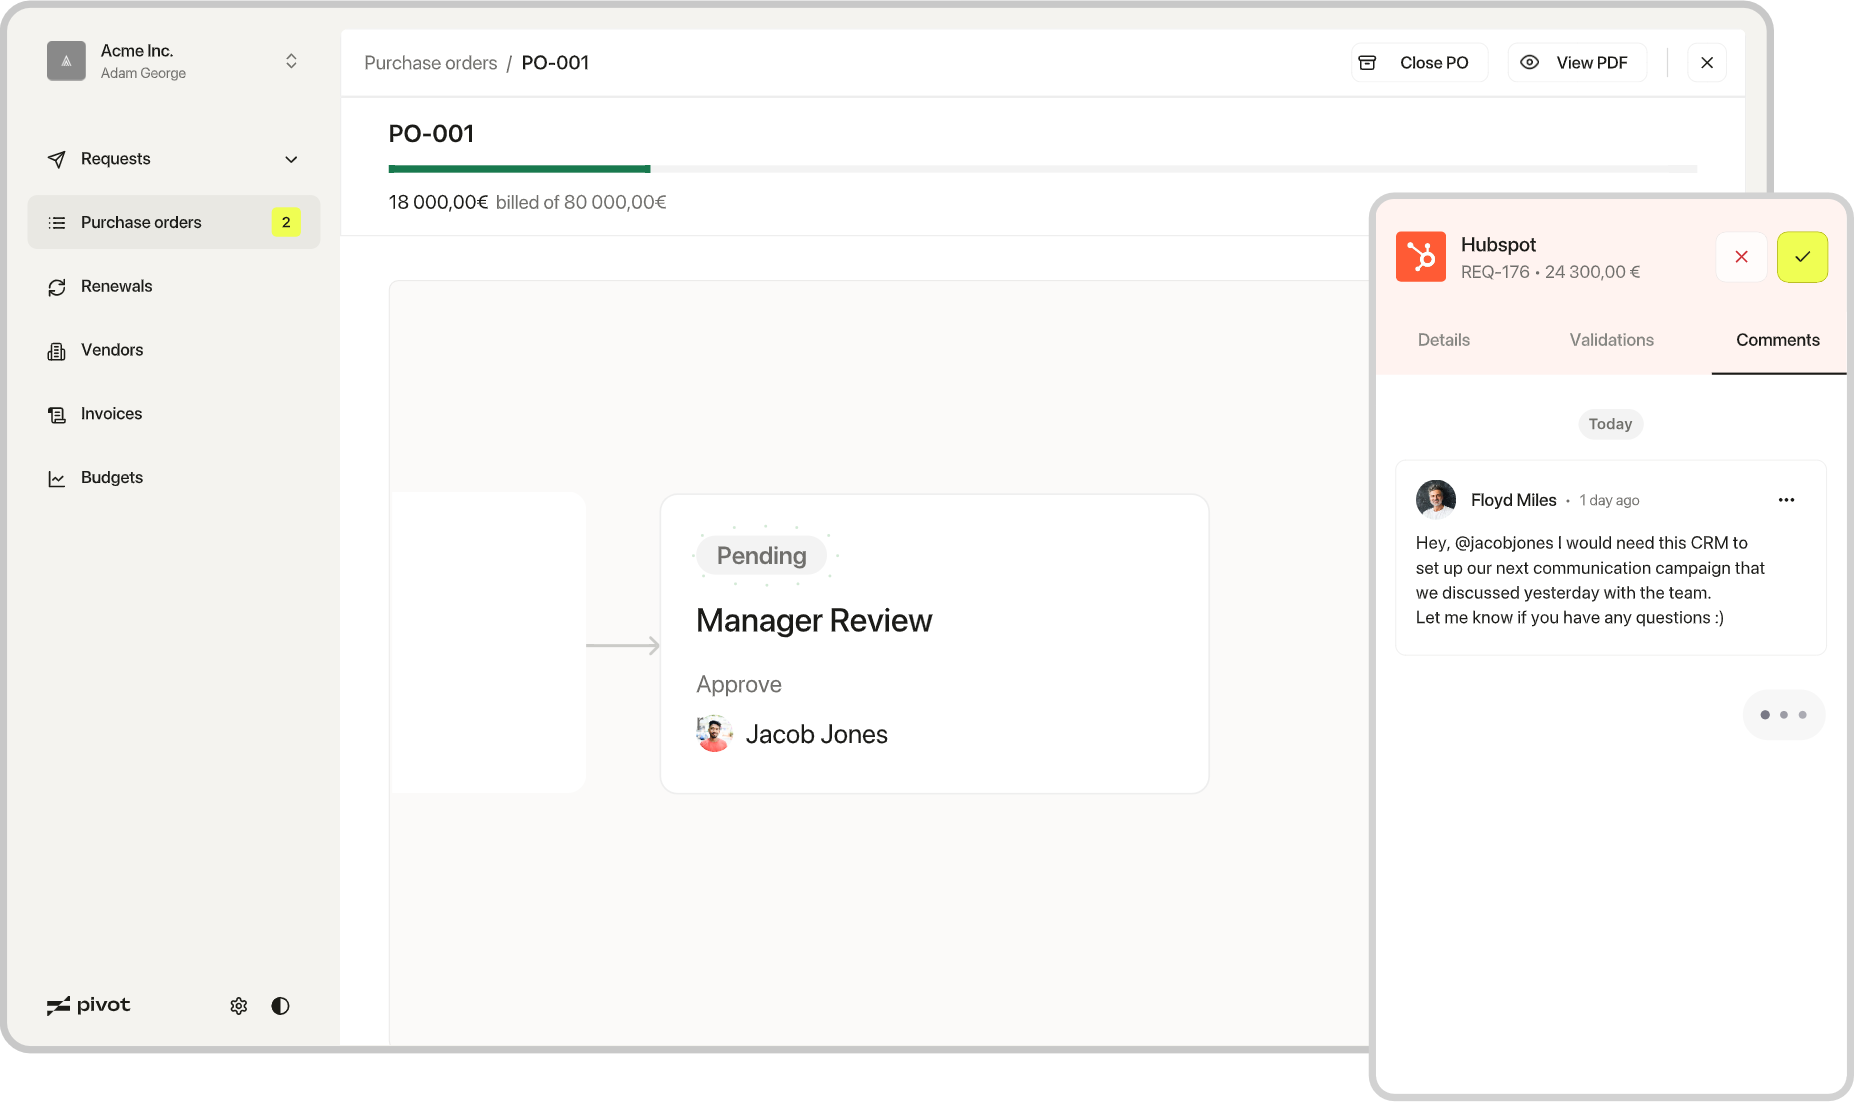 Acme Inc.
Adam George
Requests
Purchase orders 2
Renewals
Vendors
Invoices
Budgets
pivot
Purchase orders / PO-001
Close PO
View PDF
PO-001
18 000,00€ billed of 80 000,00€
Pending
Manager Review
Approve
Jacob Jones
Hubspot
REQ-176 • 24 300,00 €
Details
Validations
Comments
Today
Floyd Miles • 1 day ago
Hey, @jacobjones I would need this CRM to
set up our next communication campaign that
we discussed yesterday with the team.
Let me know if you have any questions :)